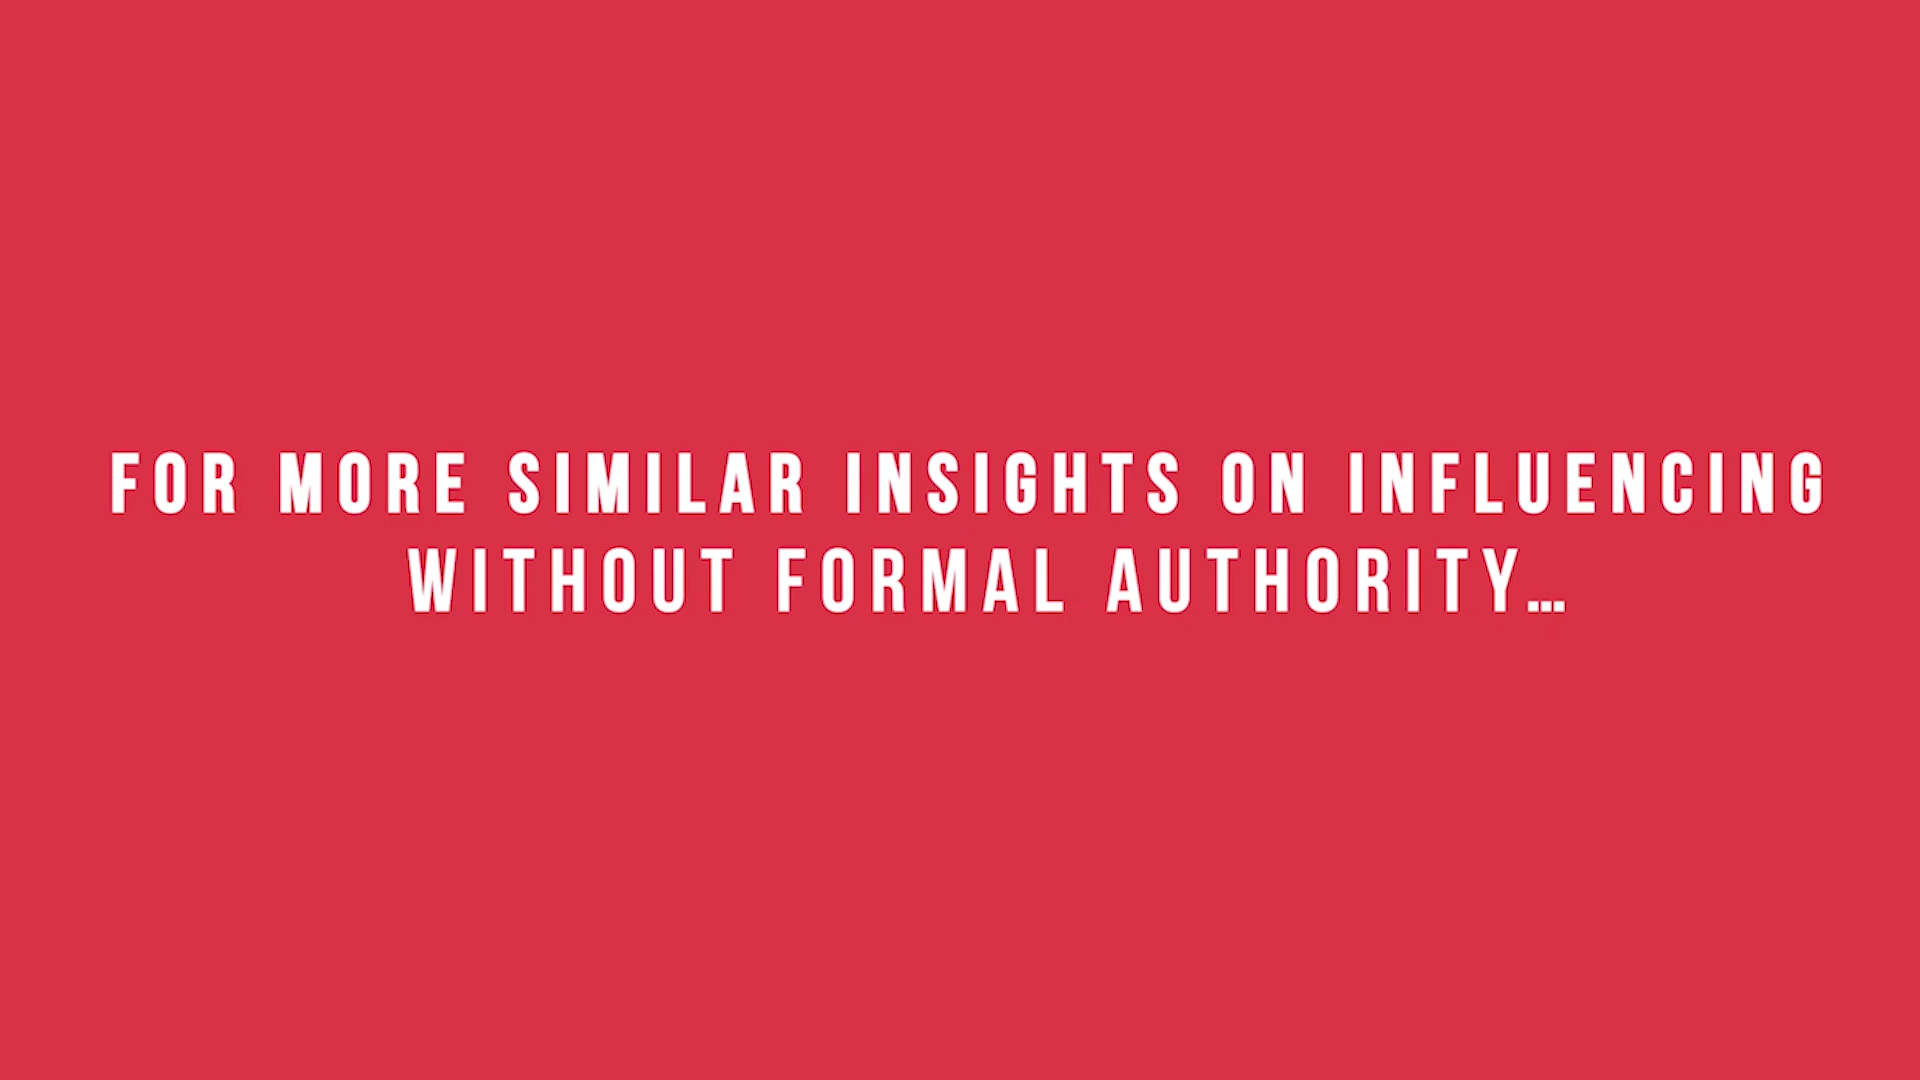 FOR MORE SIMILAR INSIGHTS ON INFLUENCING
WITHOUT FORMAL AUTHORITY...